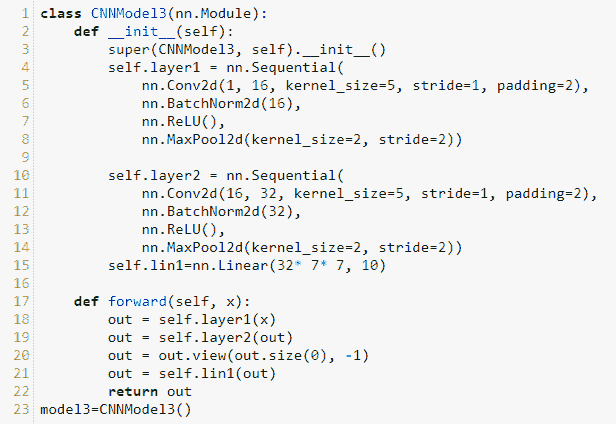 1 class CNNModel3(nn.Module):
2     def __init__(self):
3         super(CNNModel3, self).__init__()
4         self.layer1 = nn.Sequential(
5             nn.Conv2d(1, 16, kernel_size=5, stride=1, padding=2),
6             nn.BatchNorm2d(16),
7             nn.ReLU(),
8             nn.MaxPool2d(kernel_size=2, stride=2))
9
10         self.layer2 = nn.Sequential(
11             nn.Conv2d(16, 32, kernel_size=5, stride=1, padding=2),
12             nn.BatchNorm2d(32),
13             nn.ReLU(),
14             nn.MaxPool2d(kernel_size=2, stride=2))
15         self.lin1=nn.Linear(32* 7* 7, 10)
16
17     def forward(self, x):
18         out = self.layer1(x)
19         out = self.layer2(out)
20         out = out.view(out.size(0), -1)
21         out = self.lin1(out)
22         return out
23 model3=CNNModel3()